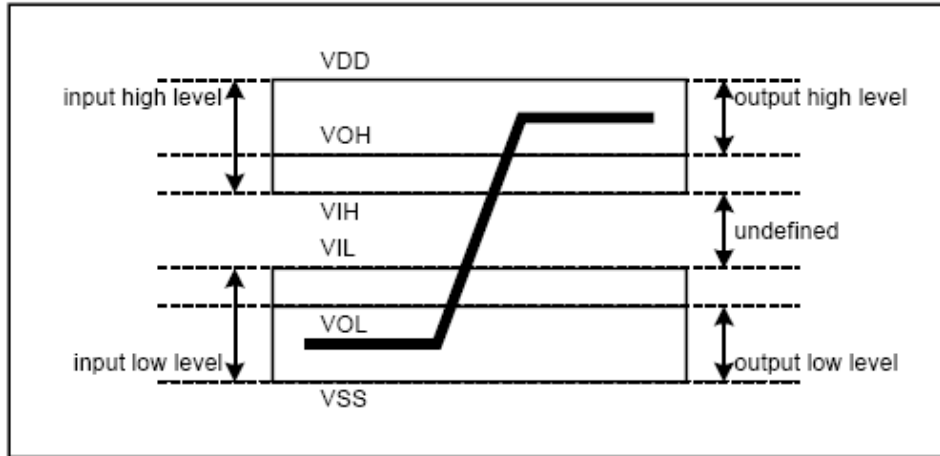 VDD
input high level
output high level
VOH
VIH
undefined
VIL
VOL
input low level
output low level
VSS